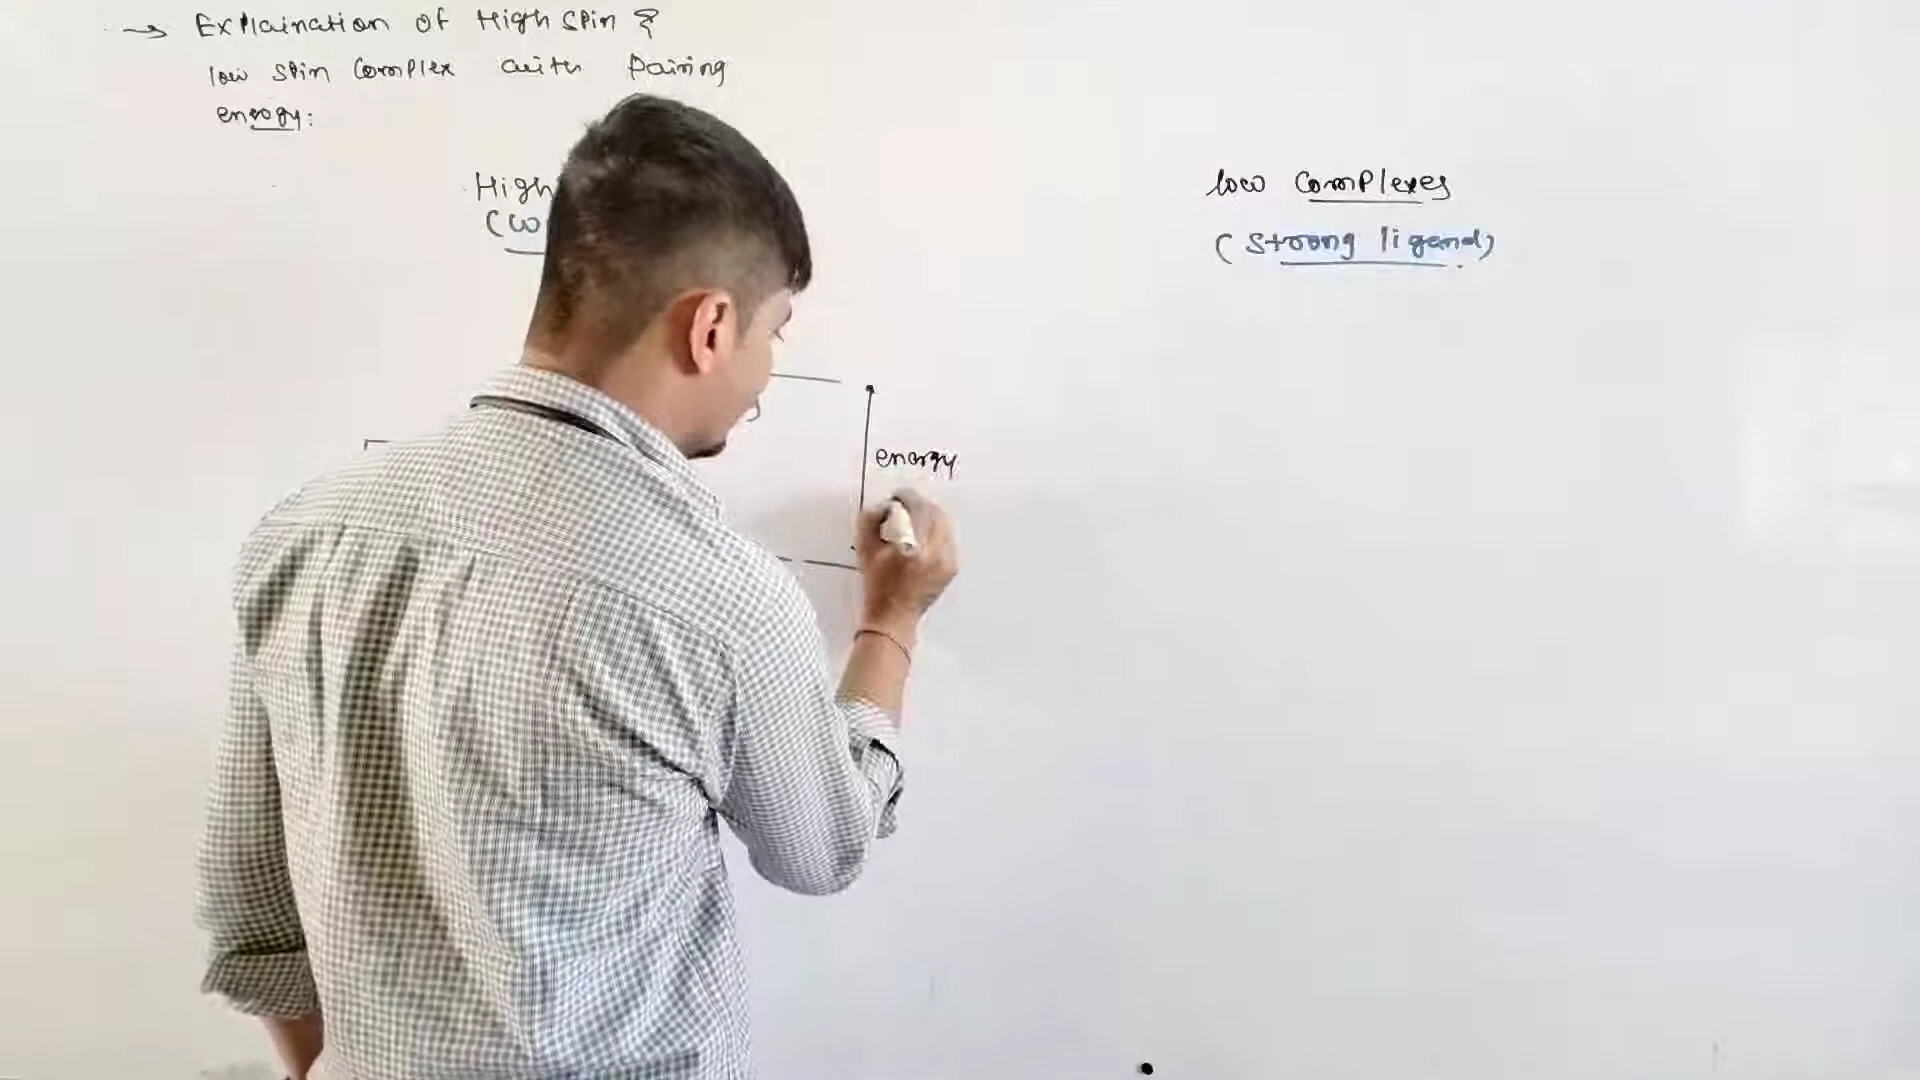 → Explaination of High spin &
low spin complex with pairing
energy:
High
low complexes
(strong ligand)
energy